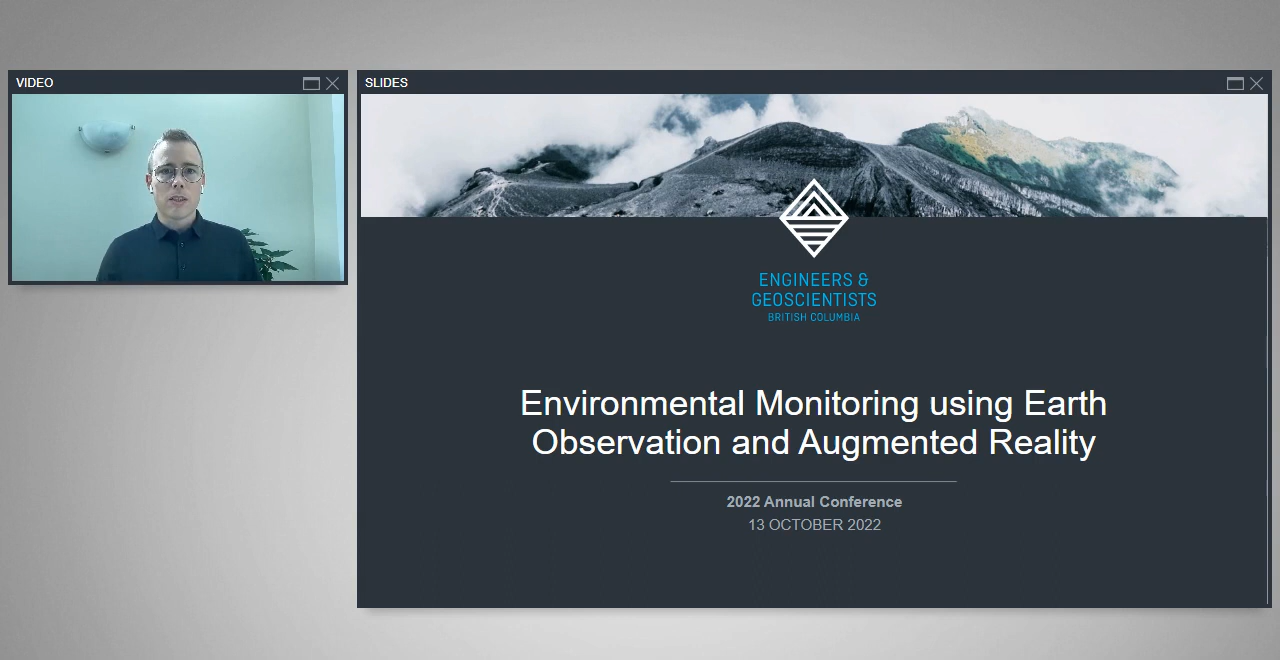 VIDEO
SLIDES
ENGINEERS &
GEOSCIENTISTS
BRITISH COLUMBIA
Environmental Monitoring using Earth
Observation and Augmented Reality
2022 Annual Conference
13 OCTOBER 2022